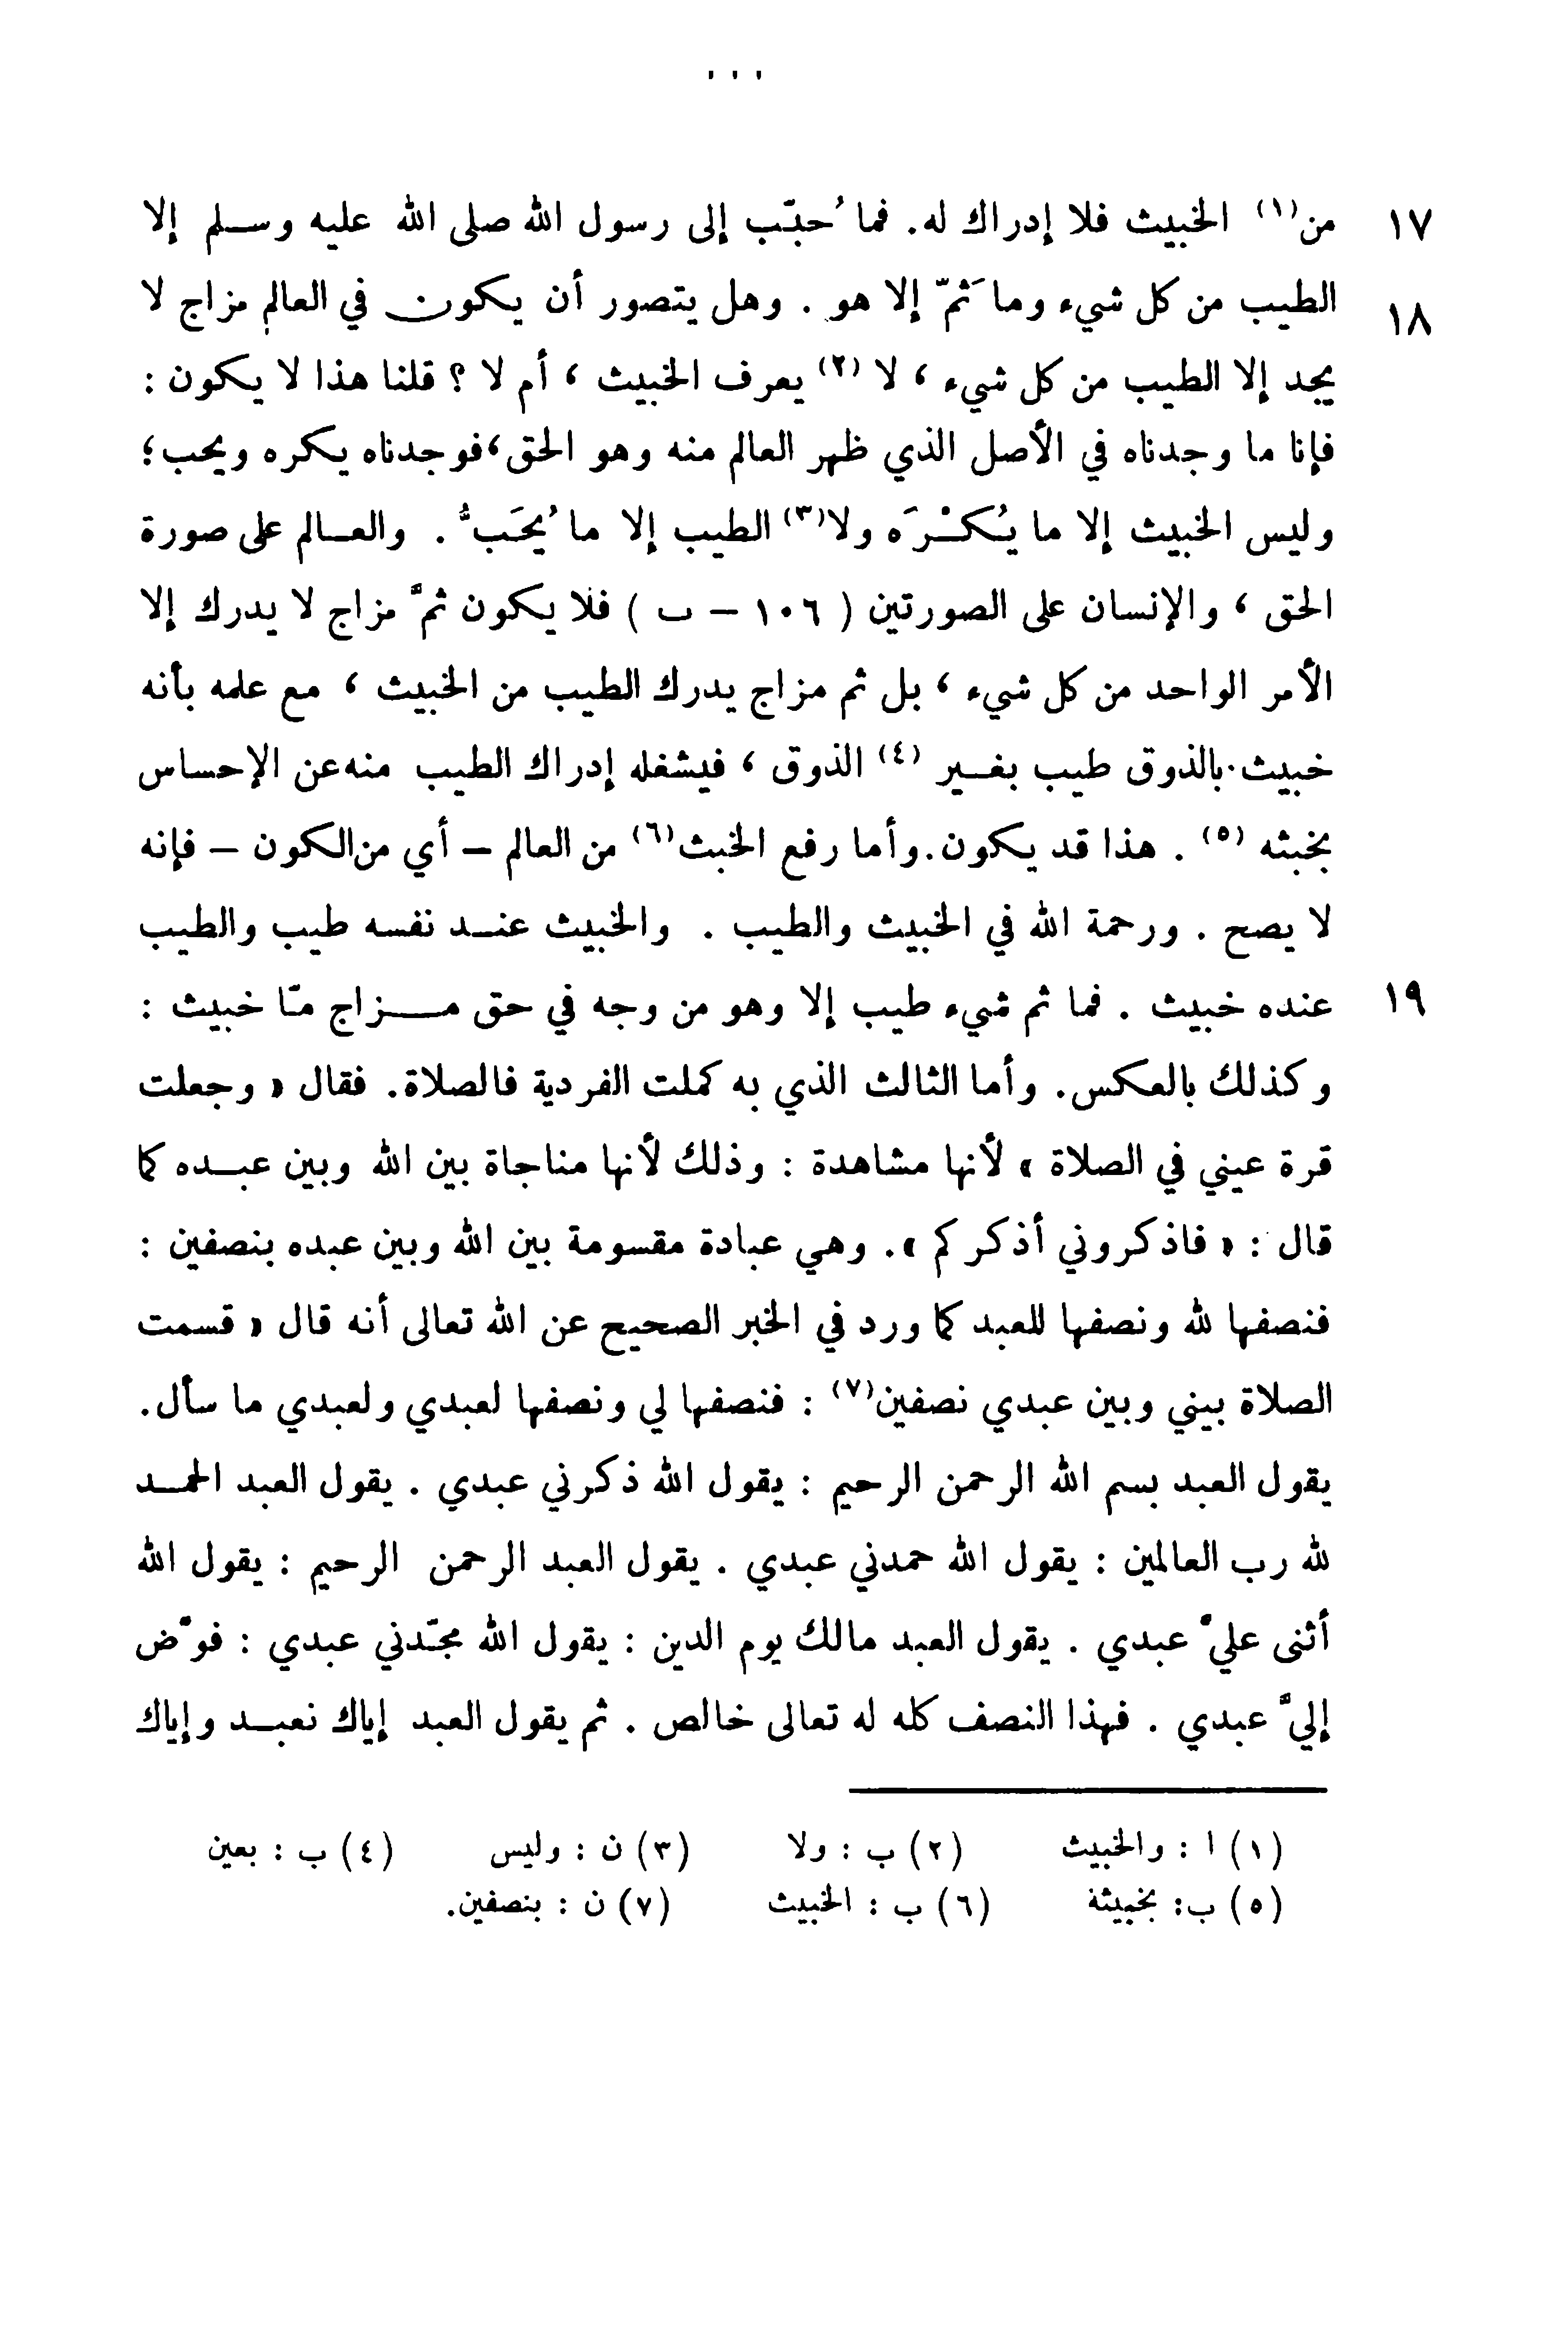 ١٧ من(١) الخبيث فلا إدراك له. فما حُبّب إلى رسول الله صلى الله عليه وسلم إلا
١٨ الطيب من كل شيء وما ثَمّ إلا هو . وهل يتصور أن يكون في العالم مزاج لا
يجد إلا الطيب من كل شيء ، لا (٢) يعرف الخبيث ، أم لا ؟ قلنا هذا لا يكون :
فإنا ما وجدناه في الأصل الذي ظهر العالم منه وهو الحق ، فوجدناه يكره ويحب؛
وليس الخبيث إلا ما يُكْرَه ولا(٣) الطيب إلا ما يُحَبُّ . والعالم على صورة
الحق ، والإنسان على الصورتين ( ١٠٦ – ب ) فلا يكون ثمَّ مزاج لا يدرك إلا
الأمر الواحد من كل شيء ، بل ثم مزاج يدرك الطيب من الخبيث ، مع علمه بأنه
خبيث بالذوق طيب بغير (٤) الذوق ، فيشغله إدراك الطيب منه عن الإحساس
بخبثه (٥) . هذا قد يكون. وأما رفع الخبث(٦) من العالم – أي من الكون – فإنه
لا يصح . ورحمة الله في الخبيث والطيب . والخبيث عند نفسه طيب والطيب
١٩ عنده خبيث . فما ثم شيء طيب إلا وهو من وجه في حق مزاج مّا خبيث :
وكذلك بالعكس. وأما الثالث الذي به كملت الفردية فالصلاة. فقال « وجعلت
قرة عيني في الصلاة » لأنها مشاهدة : وذلك لأنها مناجاة بين الله وبين عبده كما
قال : « فاذكروني أذكركم ». وهي عبادة مقسومة بين الله وبين عبده بنصفين :
فنصفها لله ونصفها للعبد كما ورد في الخبر الصحيح عن الله تعالى أنه قال « قسمت
الصلاة بيني وبين عبدي نصفين(٧) : فنصفها لي ونصفها لعبدي ولعبدي ما سأل.
يقول العبد بسم الله الرحمن الرحيم : يقول الله ذكرني عبدي . يقول العبد الحمد
لله رب العالمين : يقول الله حمدني عبدي . يقول العبد الرحمن الرحيم : يقول الله
أثنى عليَّ عبدي . يقول العبد مالك يوم الدين : يقول الله مجّدني عبدي : فوَّض
إليَّ عبدي . فهذا النصف كله له تعالى خالص . ثم يقول العبد إياك نعبد وإياك
(١) ا : والخبيث (٢) ب : ولا (٣) ن : وليس (٤) ب : بعين
(٥) ب: بخبيثة (٦) ب : الخبيث (٧) ن : بنصفين.